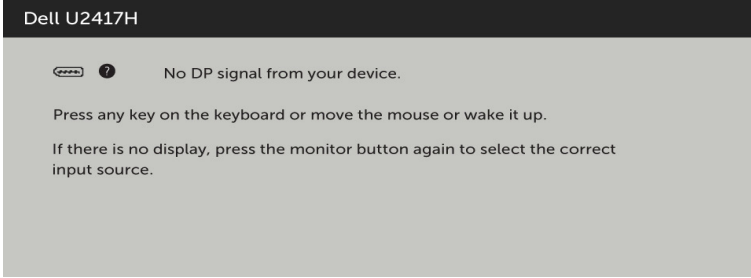 Dell U2417H
? No DP signal from your device.
Press any key on the keyboard or move the mouse or wake it up.
If there is no display, press the monitor button again to select the correct
input source.